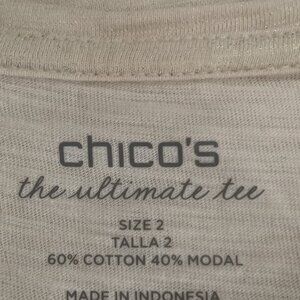 chico's
the ultimate tee
SIZE 2
TALLA 2
60% COTTON 40% MODAL
MADE IN INDONESIA